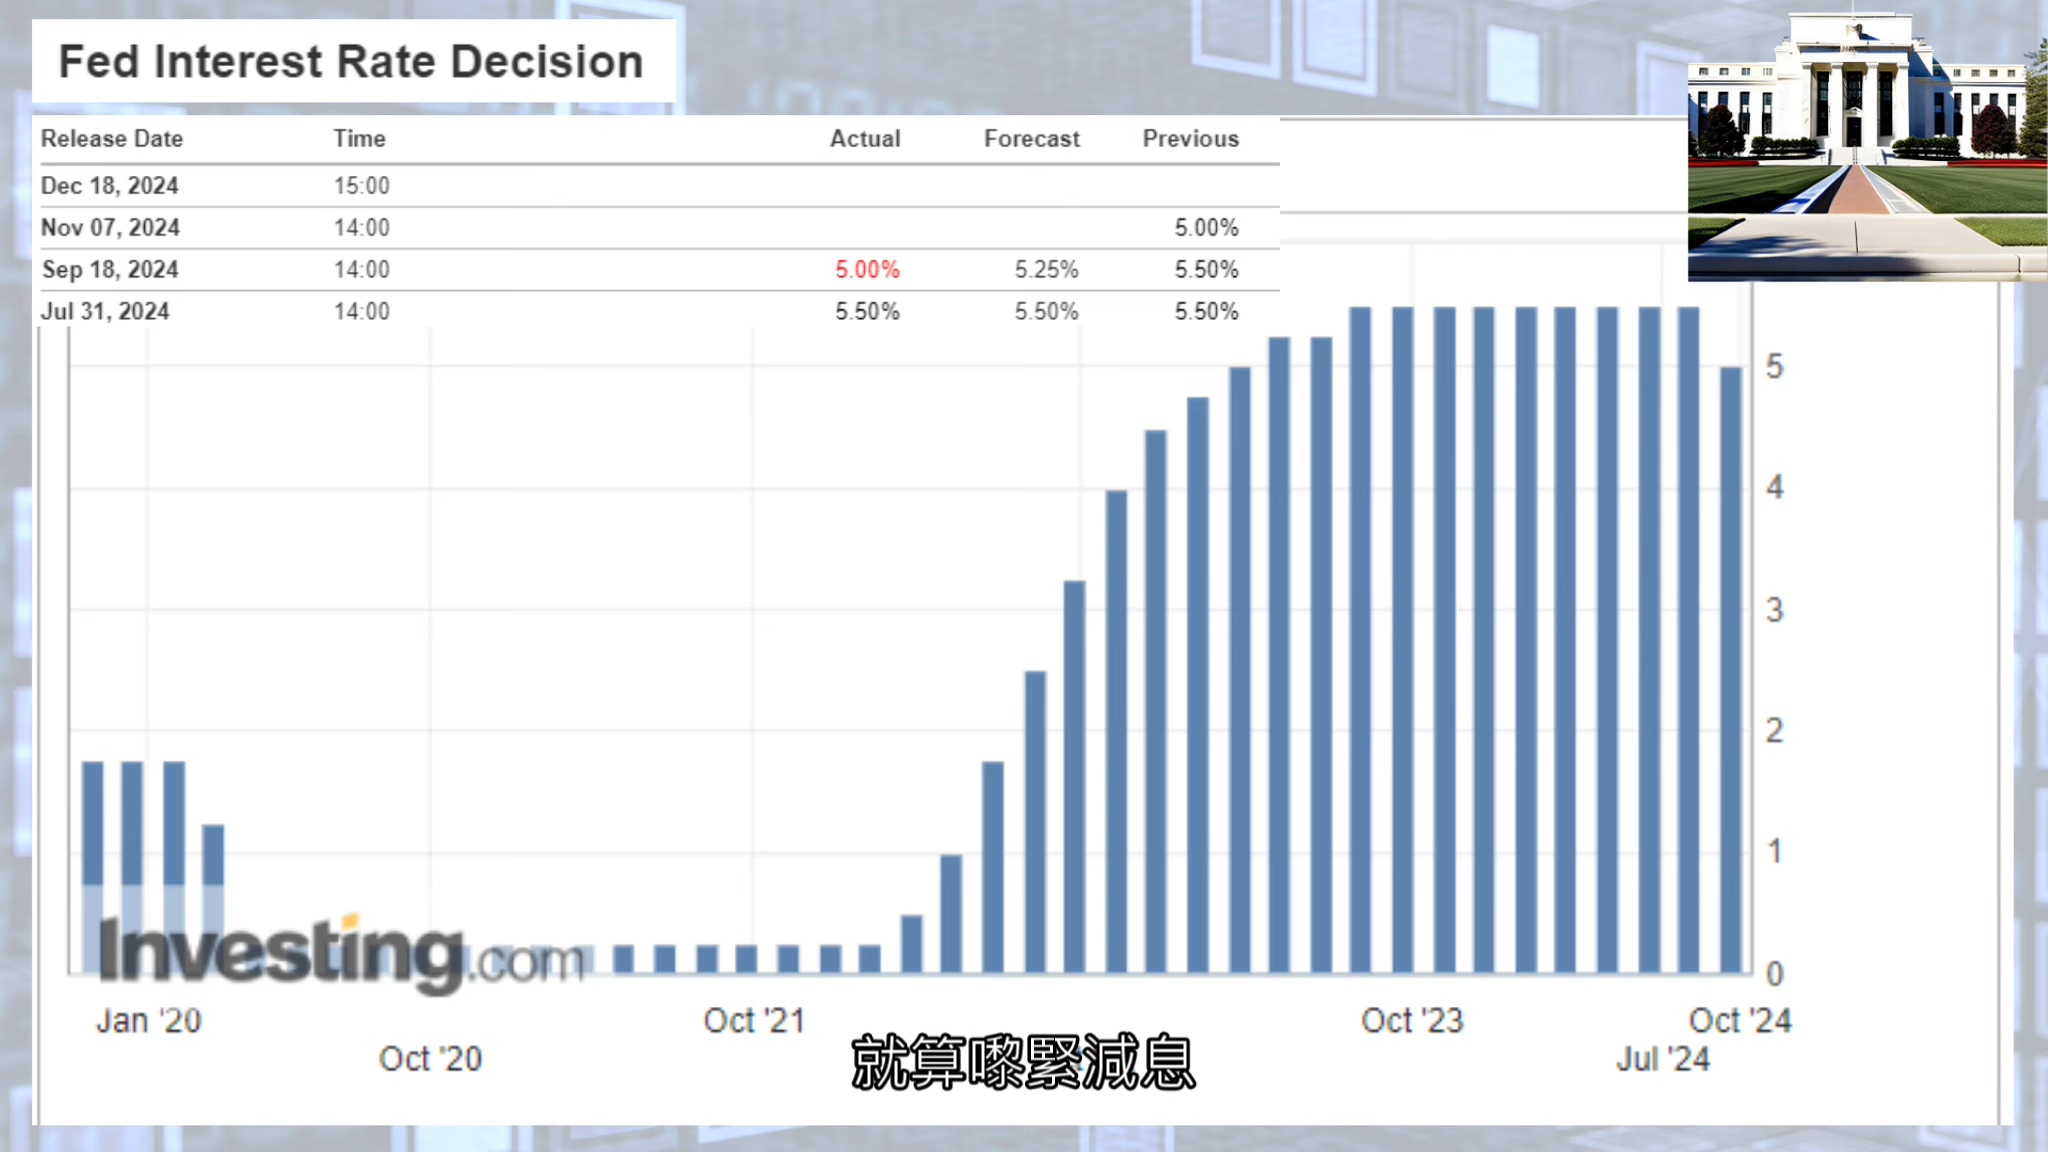 Fed Interest Rate Decision
Release Date Time Actual Forecast Previous
Dec 18, 2024 15:00
Nov 07, 2024 14:00 5.00%
Sep 18, 2024 14:00 5.00% 5.25% 5.50%
Jul 31, 2024 14:00 5.50% 5.50% 5.50%
5
4
3
2
1
0
Investing.com
Jan '20 Oct '21 Oct '23 Oct '24
Oct '20 Jul '24
就算嚟緊減息